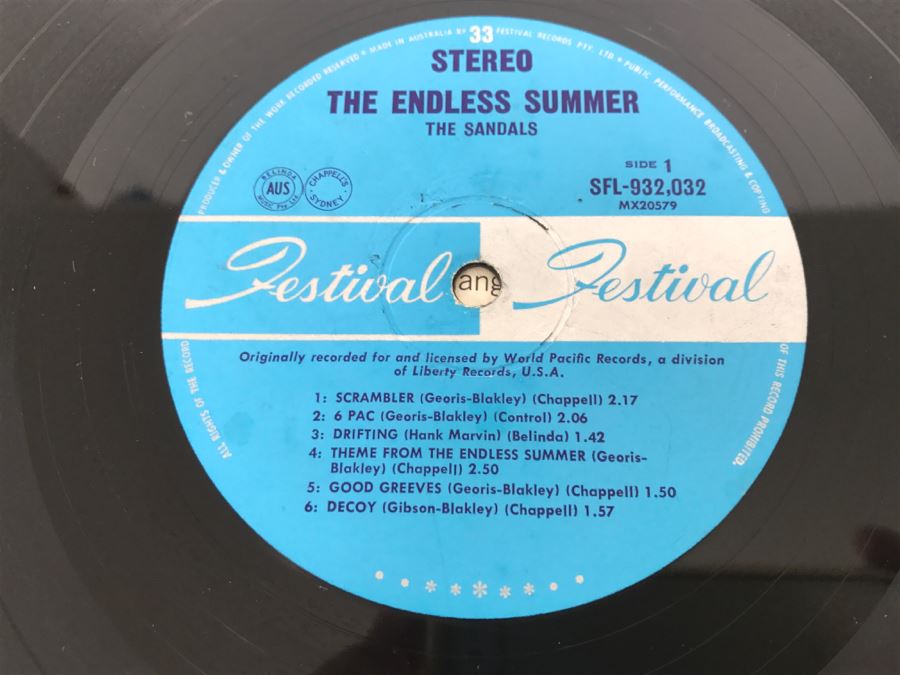 PRODUCER & OWNER OF THE WORK RECORDED RESERVED * MADE IN AUSTRALIA BY 33 FESTIVAL RECORDS PTY. LTD * PUBLIC PERFORMANCE BROADCASTING & COPYING
STEREO
THE ENDLESS SUMMER
THE SANDALS
BELINDA
AUS
Music Pty Ltd
CHAPPELL'S
SYDNEY
SIDE 1
SFL-932,032
MX20579
Festival
ang
Festival
Originally recorded for and licensed by World Pacific Records, a division
of Liberty Records, U.S.A.
1: SCRAMBLER (Georis-Blakley) (Chappell) 2.17
2: 6 PAC (Georis-Blakley) (Control) 2.06
3: DRIFTING (Hank Marvin) (Belinda) 1.42
4: THEME FROM THE ENDLESS SUMMER (Georis-
Blakley) (Chappell) 2.50
5: GOOD GREEVES (Georis-Blakley) (Chappell) 1.50
6: DECOY (Gibson-Blakley) (Chappell) 1.57
ALL RIGHTS OF THE RECORD
OF THIS RECORD PROHIBITED.